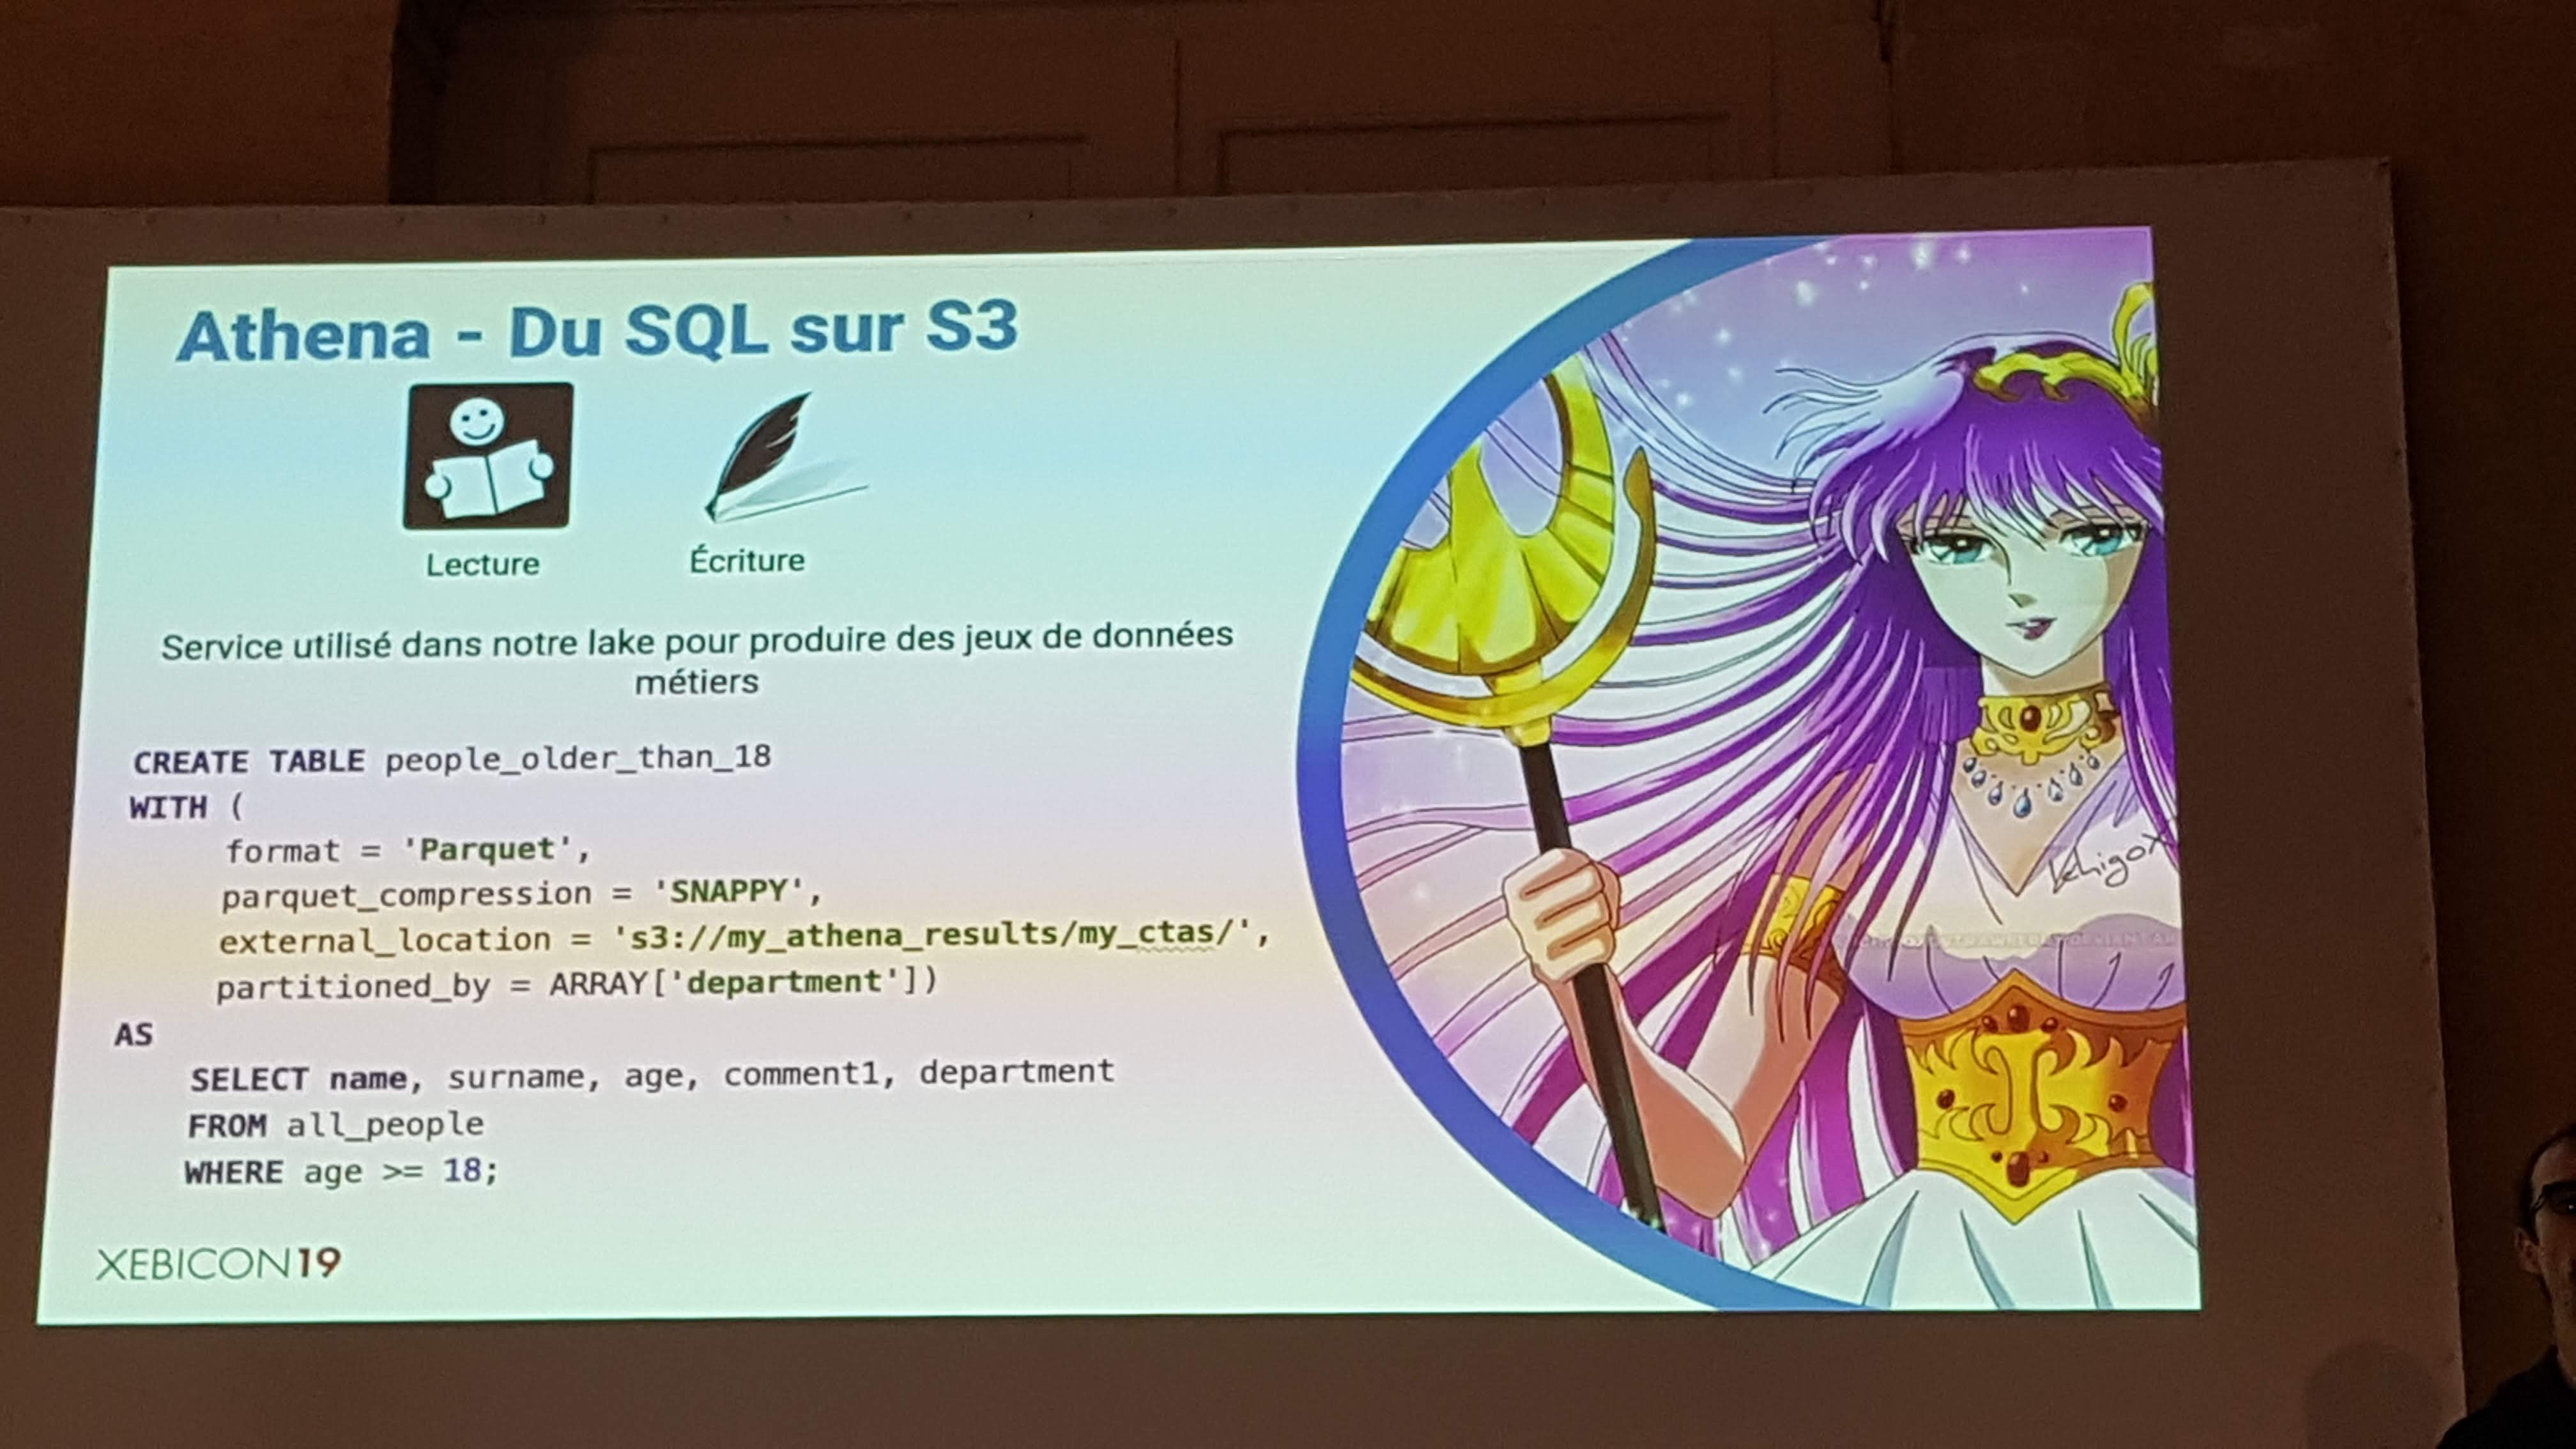 Athena - Du SQL sur S3
Lecture
Écriture
Service utilisé dans notre lake pour produire des jeux de données
métiers
CREATE TABLE people_older_than_18
WITH (
format = 'Parquet',
parquet_compression = 'SNAPPY',
external_location = 's3://my_athena_results/my_ctas/',
partitioned_by = ARRAY['department'])
AS
SELECT name, surname, age, comment1, department
FROM all_people
WHERE age >= 18;
XEBICON19